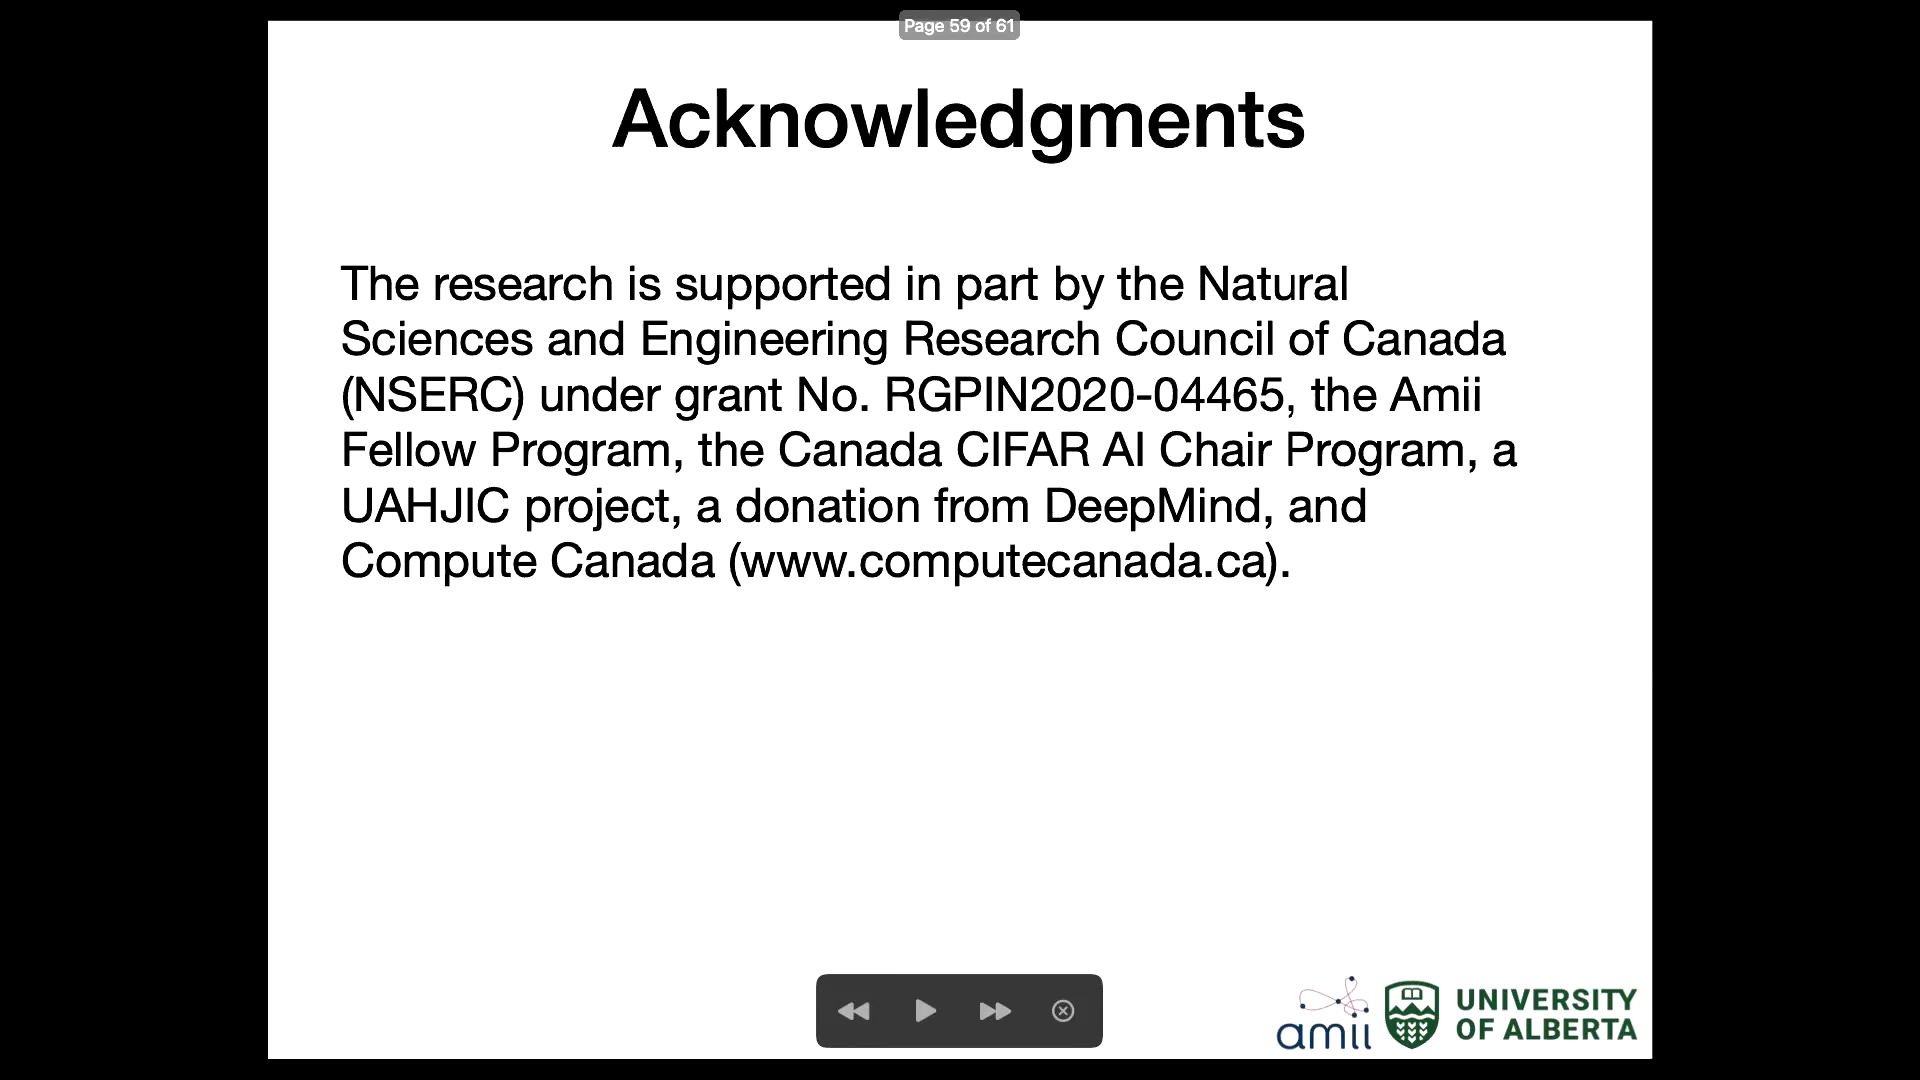 Page 59 of 61
Acknowledgments
The research is supported in part by the Natural
Sciences and Engineering Research Council of Canada
(NSERC) under grant No. RGPIN2020-04465, the Amii
Fellow Program, the Canada CIFAR AI Chair Program, a
UAHJIC project, a donation from DeepMind, and
Compute Canada (www.computecanada.ca).
amii
UNIVERSITY
OF ALBERTA